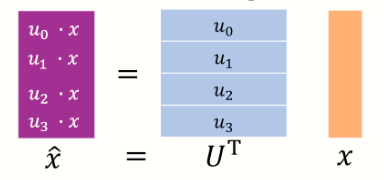 u₀ · x = u₀
u₁ · x u₁
u₂ · x u₂
u₃ · x u₃
x̂ = Uᵀ x